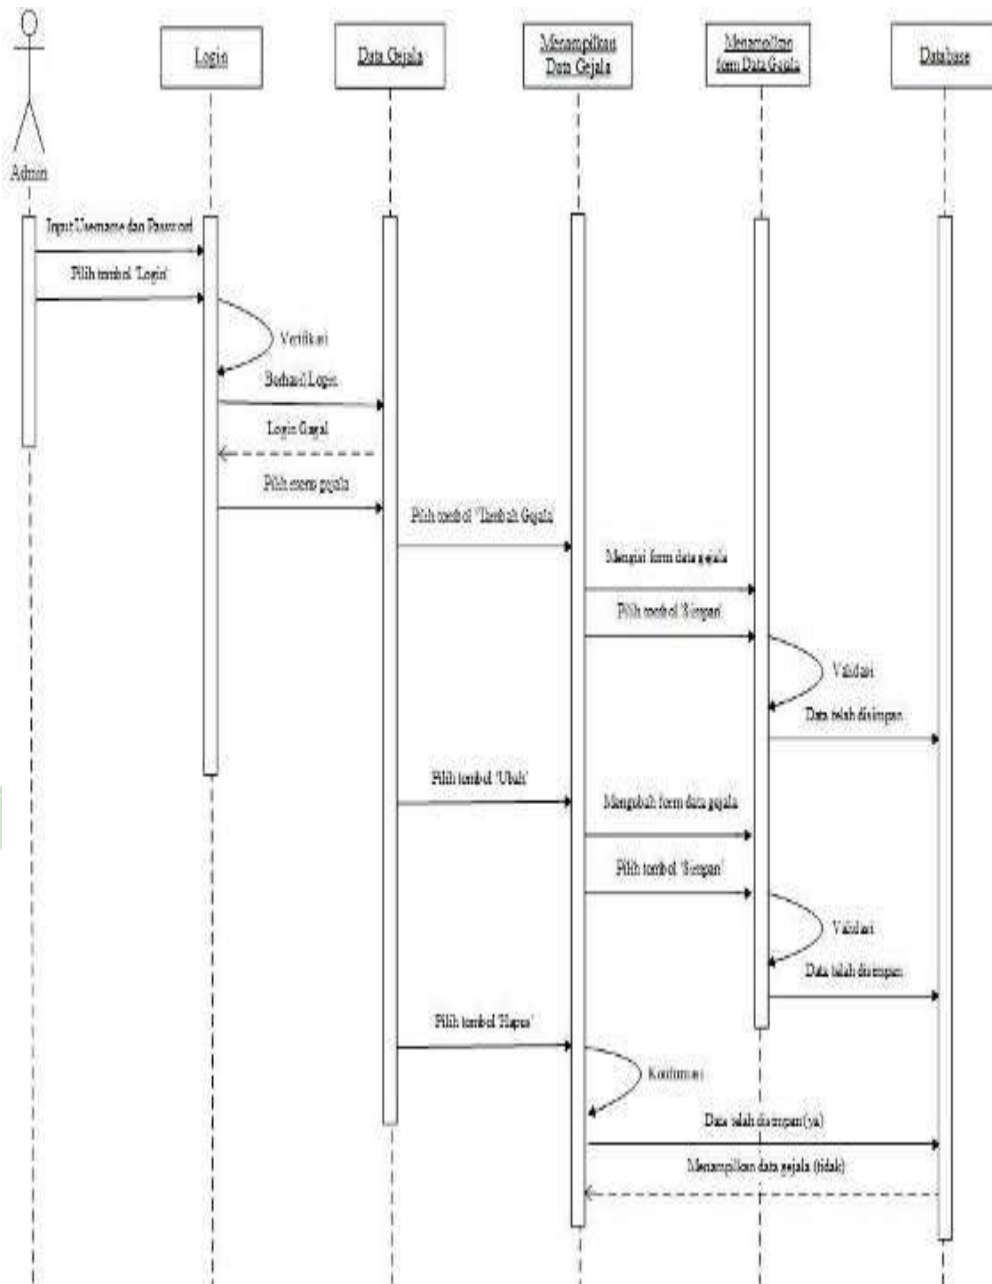 Login
Data Gejala
Menampilkan
Data Gejala
Menampilkan
form Data Gejala
Database
Admin
Input Username dan Password
Pilih tombol 'Login'
Verifikasi
Berhasil Login
Login Gagal
Pilih menu gejala
Pilih tombol 'Tambah Gejala'
Mengisi form data gejala
Pilih tombol 'Simpan'
Validasi
Data telah disimpan
Pilih tombol 'Ubah'
Mengubah form data gejala
Pilih tombol 'Simpan'
Validasi
Data telah disimpan
Pilih tombol 'Hapus'
Konfirmasi
Data telah disimpan (ya)
Menampilkan data gejala (tidak)